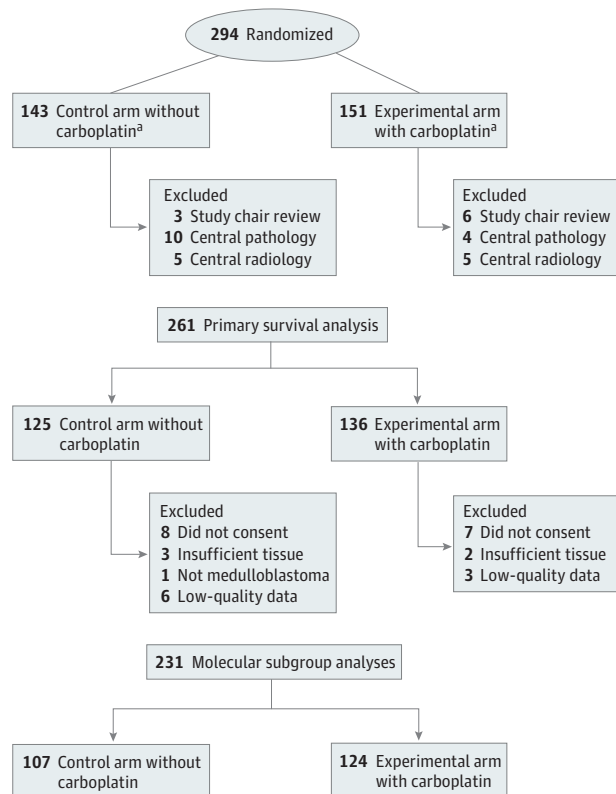 294 Randomized
143 Control arm without
carboplatinᵃ
151 Experimental arm
with carboplatinᵃ
Excluded
3 Study chair review
10 Central pathology
5 Central radiology
Excluded
6 Study chair review
4 Central pathology
5 Central radiology
261 Primary survival analysis
125 Control arm without
carboplatin
136 Experimental arm
with carboplatin
Excluded
8 Did not consent
3 Insufficient tissue
1 Not medulloblastoma
6 Low-quality data
Excluded
7 Did not consent
2 Insufficient tissue
3 Low-quality data
231 Molecular subgroup analyses
107 Control arm without
carboplatin
124 Experimental arm
with carboplatin